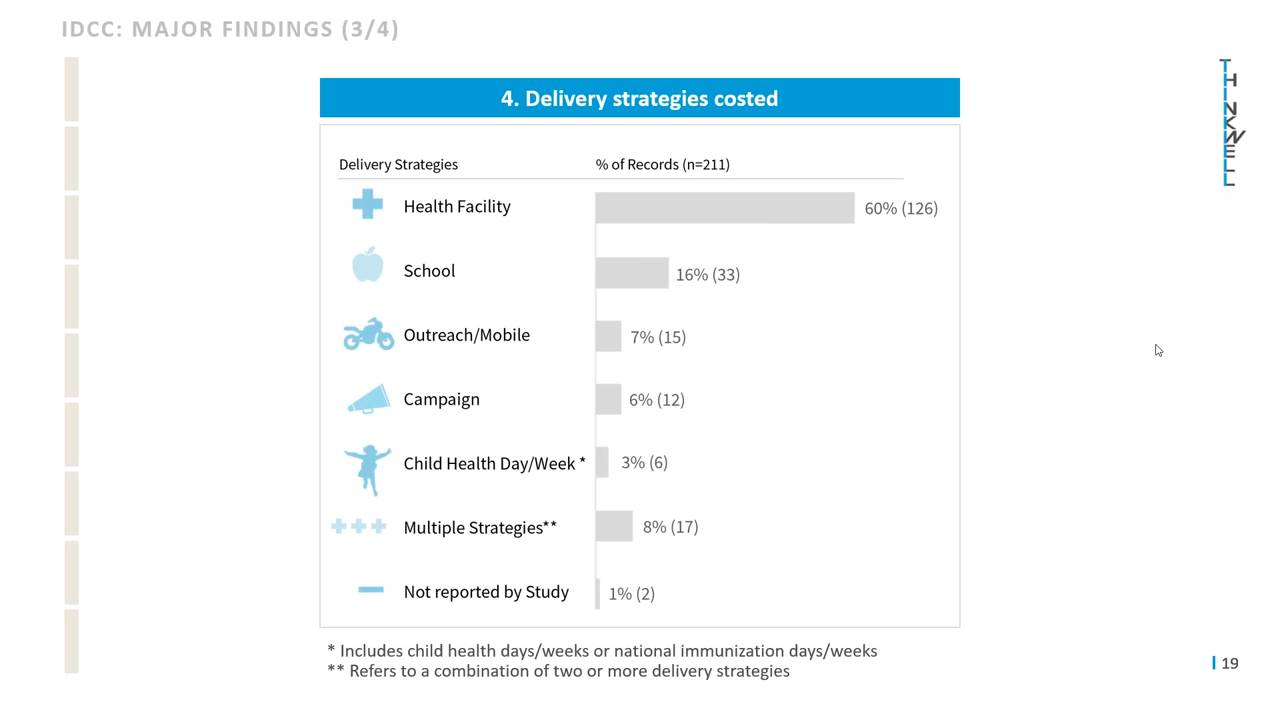 IDCC: MAJOR FINDINGS (3/4)
THINKWELL
4. Delivery strategies costed
Delivery Strategies % of Records (n=211)
Health Facility 60% (126)
School 16% (33)
Outreach/Mobile 7% (15)
Campaign 6% (12)
Child Health Day/Week * 3% (6)
Multiple Strategies** 8% (17)
Not reported by Study 1% (2)
* Includes child health days/weeks or national immunization days/weeks
** Refers to a combination of two or more delivery strategies
19